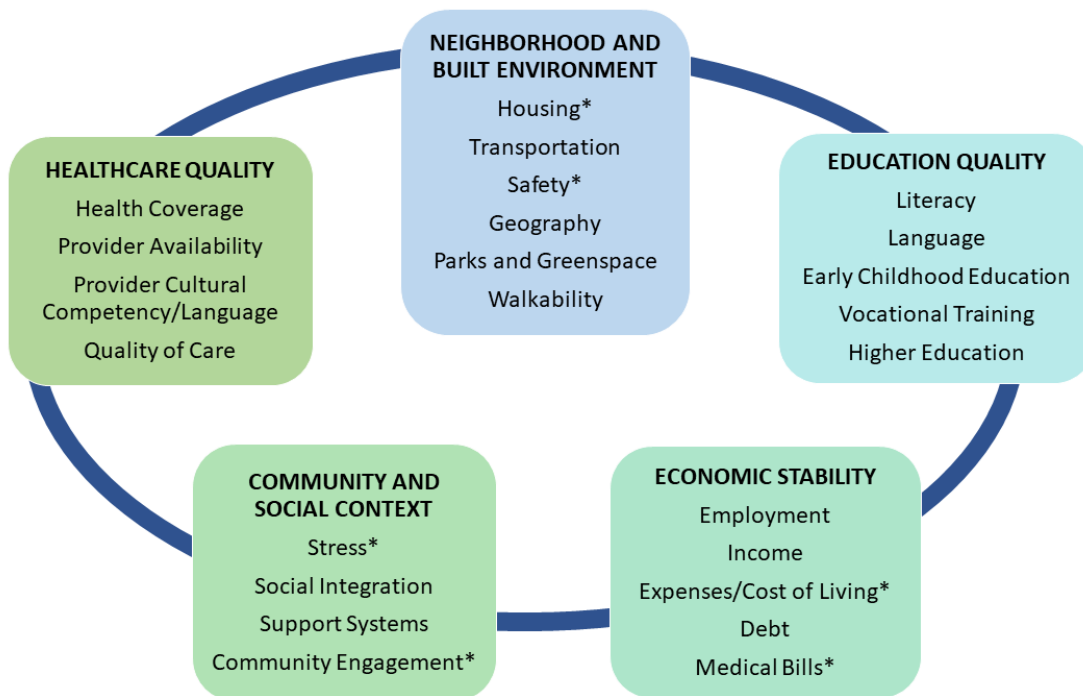 NEIGHBORHOOD AND
BUILT ENVIRONMENT
Housing*
Transportation
Safety*
Geography
Parks and Greenspace
Walkability
EDUCATION QUALITY
Literacy
Language
Early Childhood Education
Vocational Training
Higher Education
ECONOMIC STABILITY
Employment
Income
Expenses/Cost of Living*
Debt
Medical Bills*
COMMUNITY AND
SOCIAL CONTEXT
Stress*
Social Integration
Support Systems
Community Engagement*
HEALTHCARE QUALITY
Health Coverage
Provider Availability
Provider Cultural
Competency/Language
Quality of Care